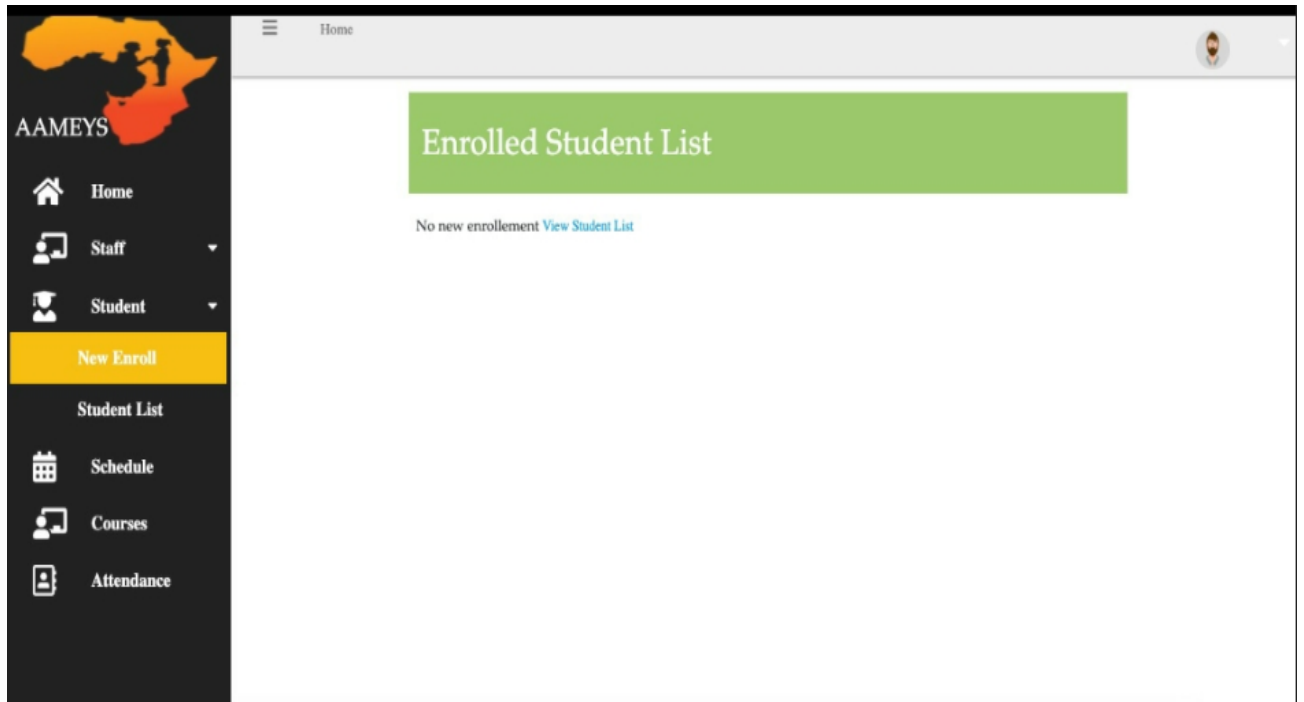 Home
AAMEYS
Home
Staff
Student
New Enroll
Student List
Schedule
Courses
Attendance
Enrolled Student List
No new enrollement View Student List